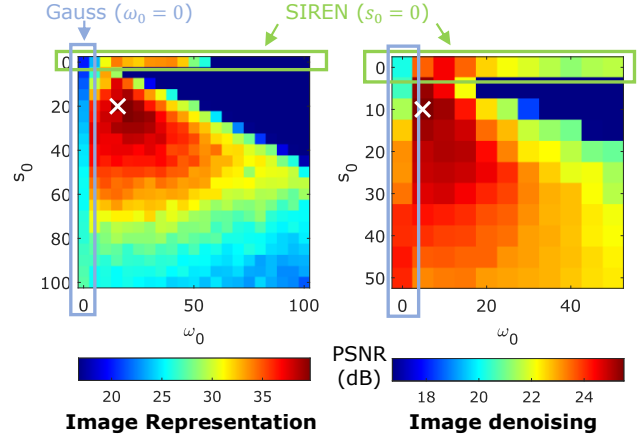 Gauss (ω₀ = 0)
SIREN (s₀ = 0)
0
20
40
60
80
100
s₀
0
50
100
ω₀
0
10
20
30
40
50
s₀
0
20
40
ω₀
20
25
30
35
PSNR
(dB)
18
20
22
24
Image Representation
Image denoising